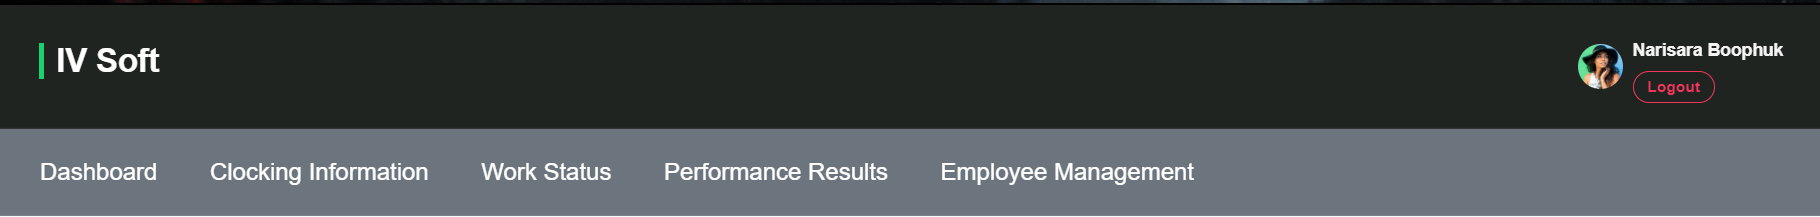 IV Soft
Narisara Boophuk
Logout
Dashboard Clocking Information Work Status Performance Results Employee Management